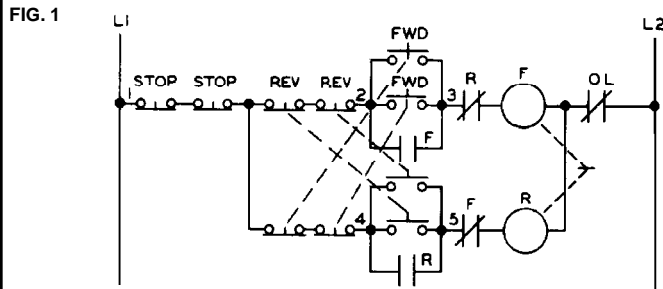 FIG. 1
L1 L2
FWD
STOP STOP REV REV FWD R F OL
1 2 3
F
4 5 F R
R